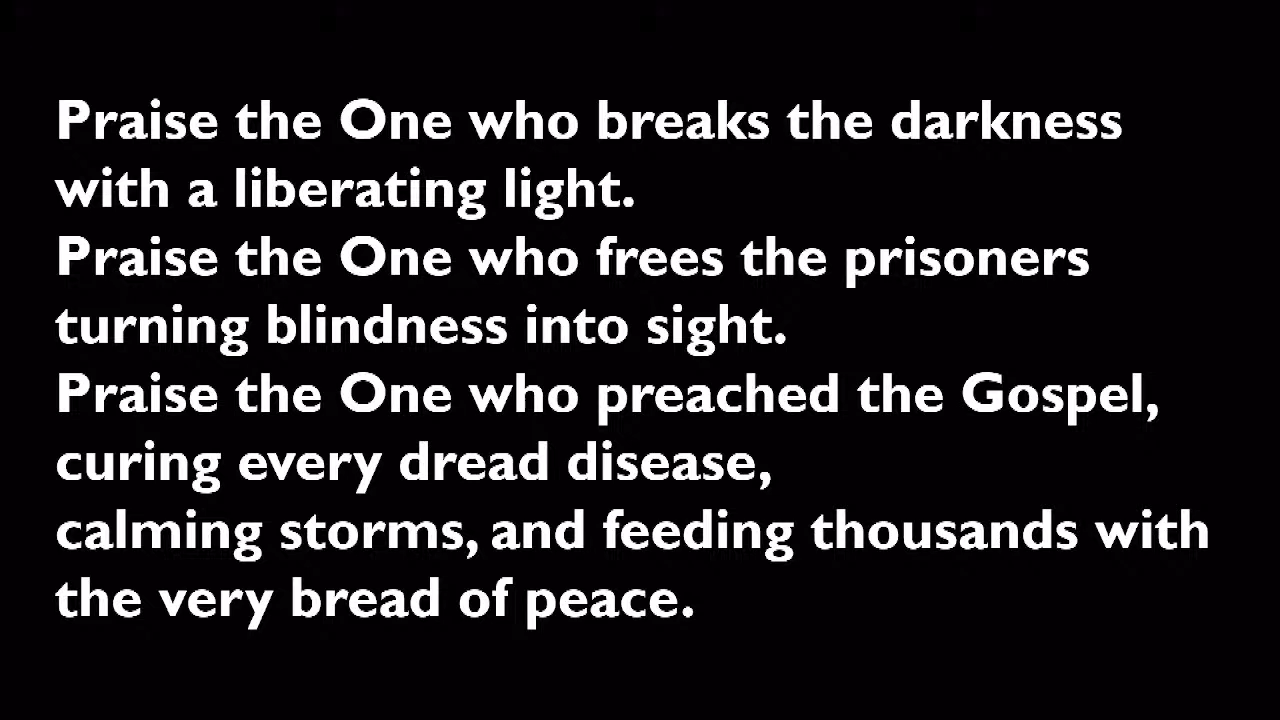 Praise the One who breaks the darkness
with a liberating light.
Praise the One who frees the prisoners
turning blindness into sight.
Praise the One who preached the Gospel,
curing every dread disease,
calming storms, and feeding thousands with
the very bread of peace.